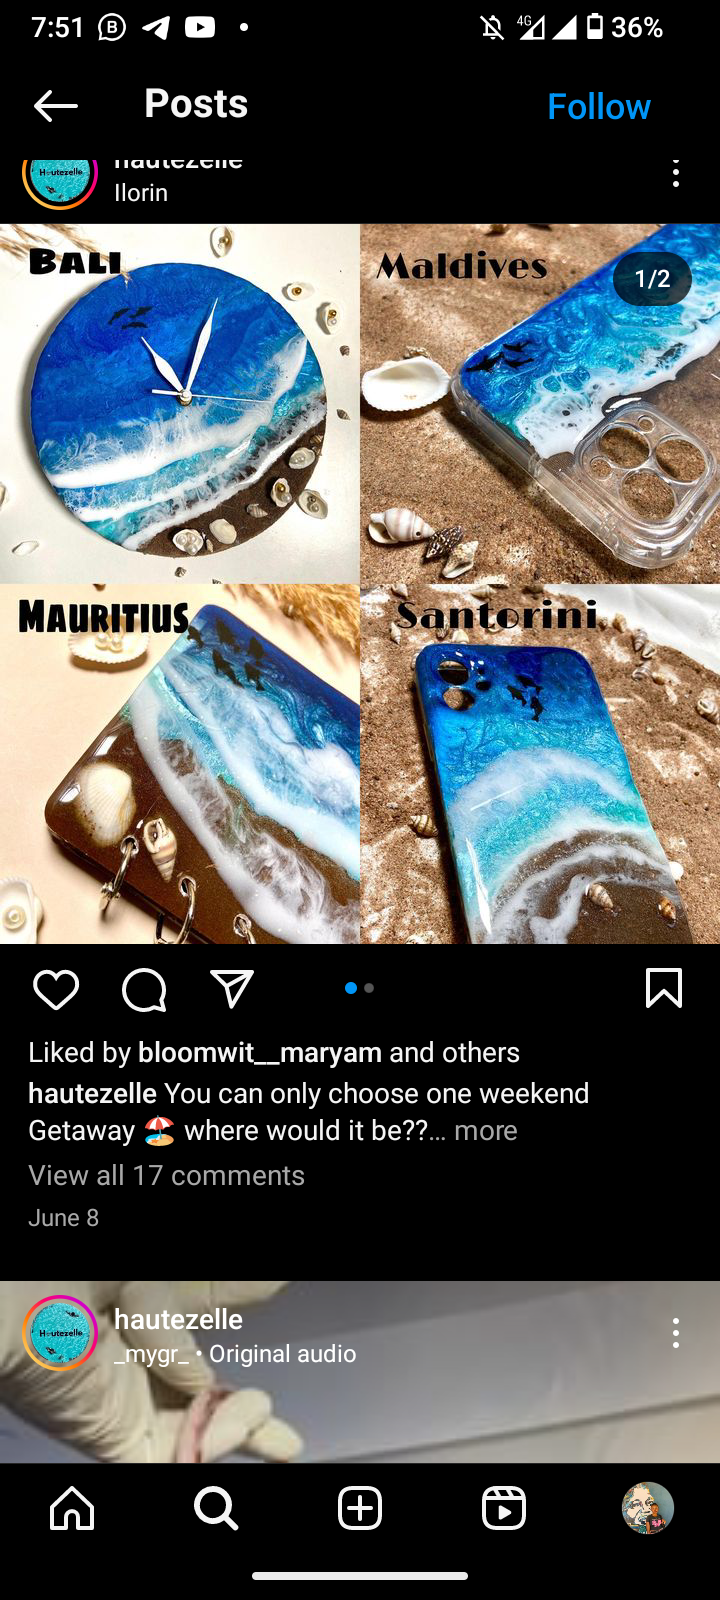 7:51
4G
36%
Posts
Follow
hautezelle
Ilorin
Hautezelle
BALI
Maldives
1/2
MAURITIUS
Santorini
Liked by bloomwit__maryam and others
hautezelle You can only choose one weekend
Getaway 🏖️ where would it be??... more
View all 17 comments
June 8
Hautezelle
hautezelle
_mygr_ • Original audio